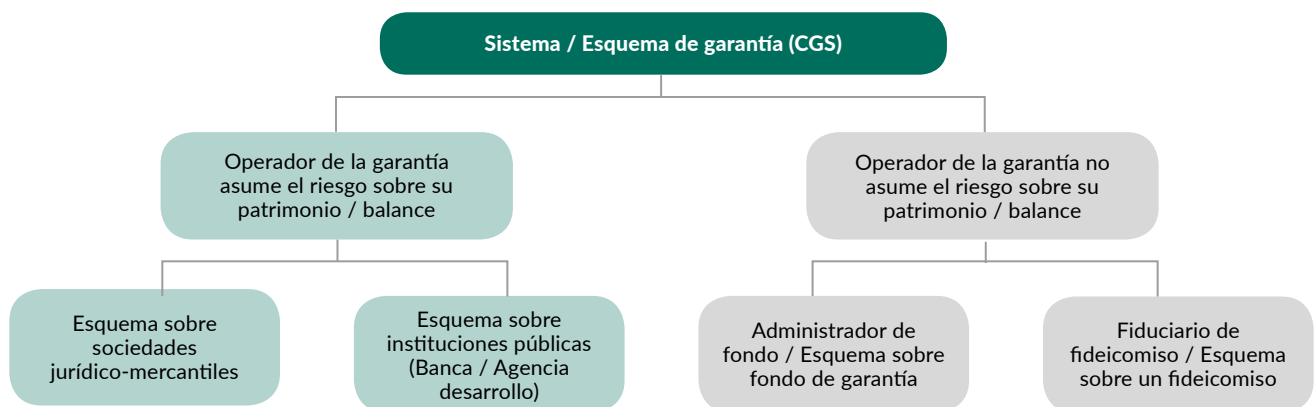 Sistema / Esquema de garantía (CGS)
Operador de la garantía
asume el riesgo sobre su
patrimonio / balance
Operador de la garantía no
asume el riesgo sobre su
patrimonio / balance
Esquema sobre
sociedades
jurídico-mercantiles
Esquema sobre
instituciones públicas
(Banca / Agencia
desarrollo)
Administrador de
fondo / Esquema sobre
fondo de garantía
Fiduciario de
fideicomiso / Esquema
sobre un fideicomiso